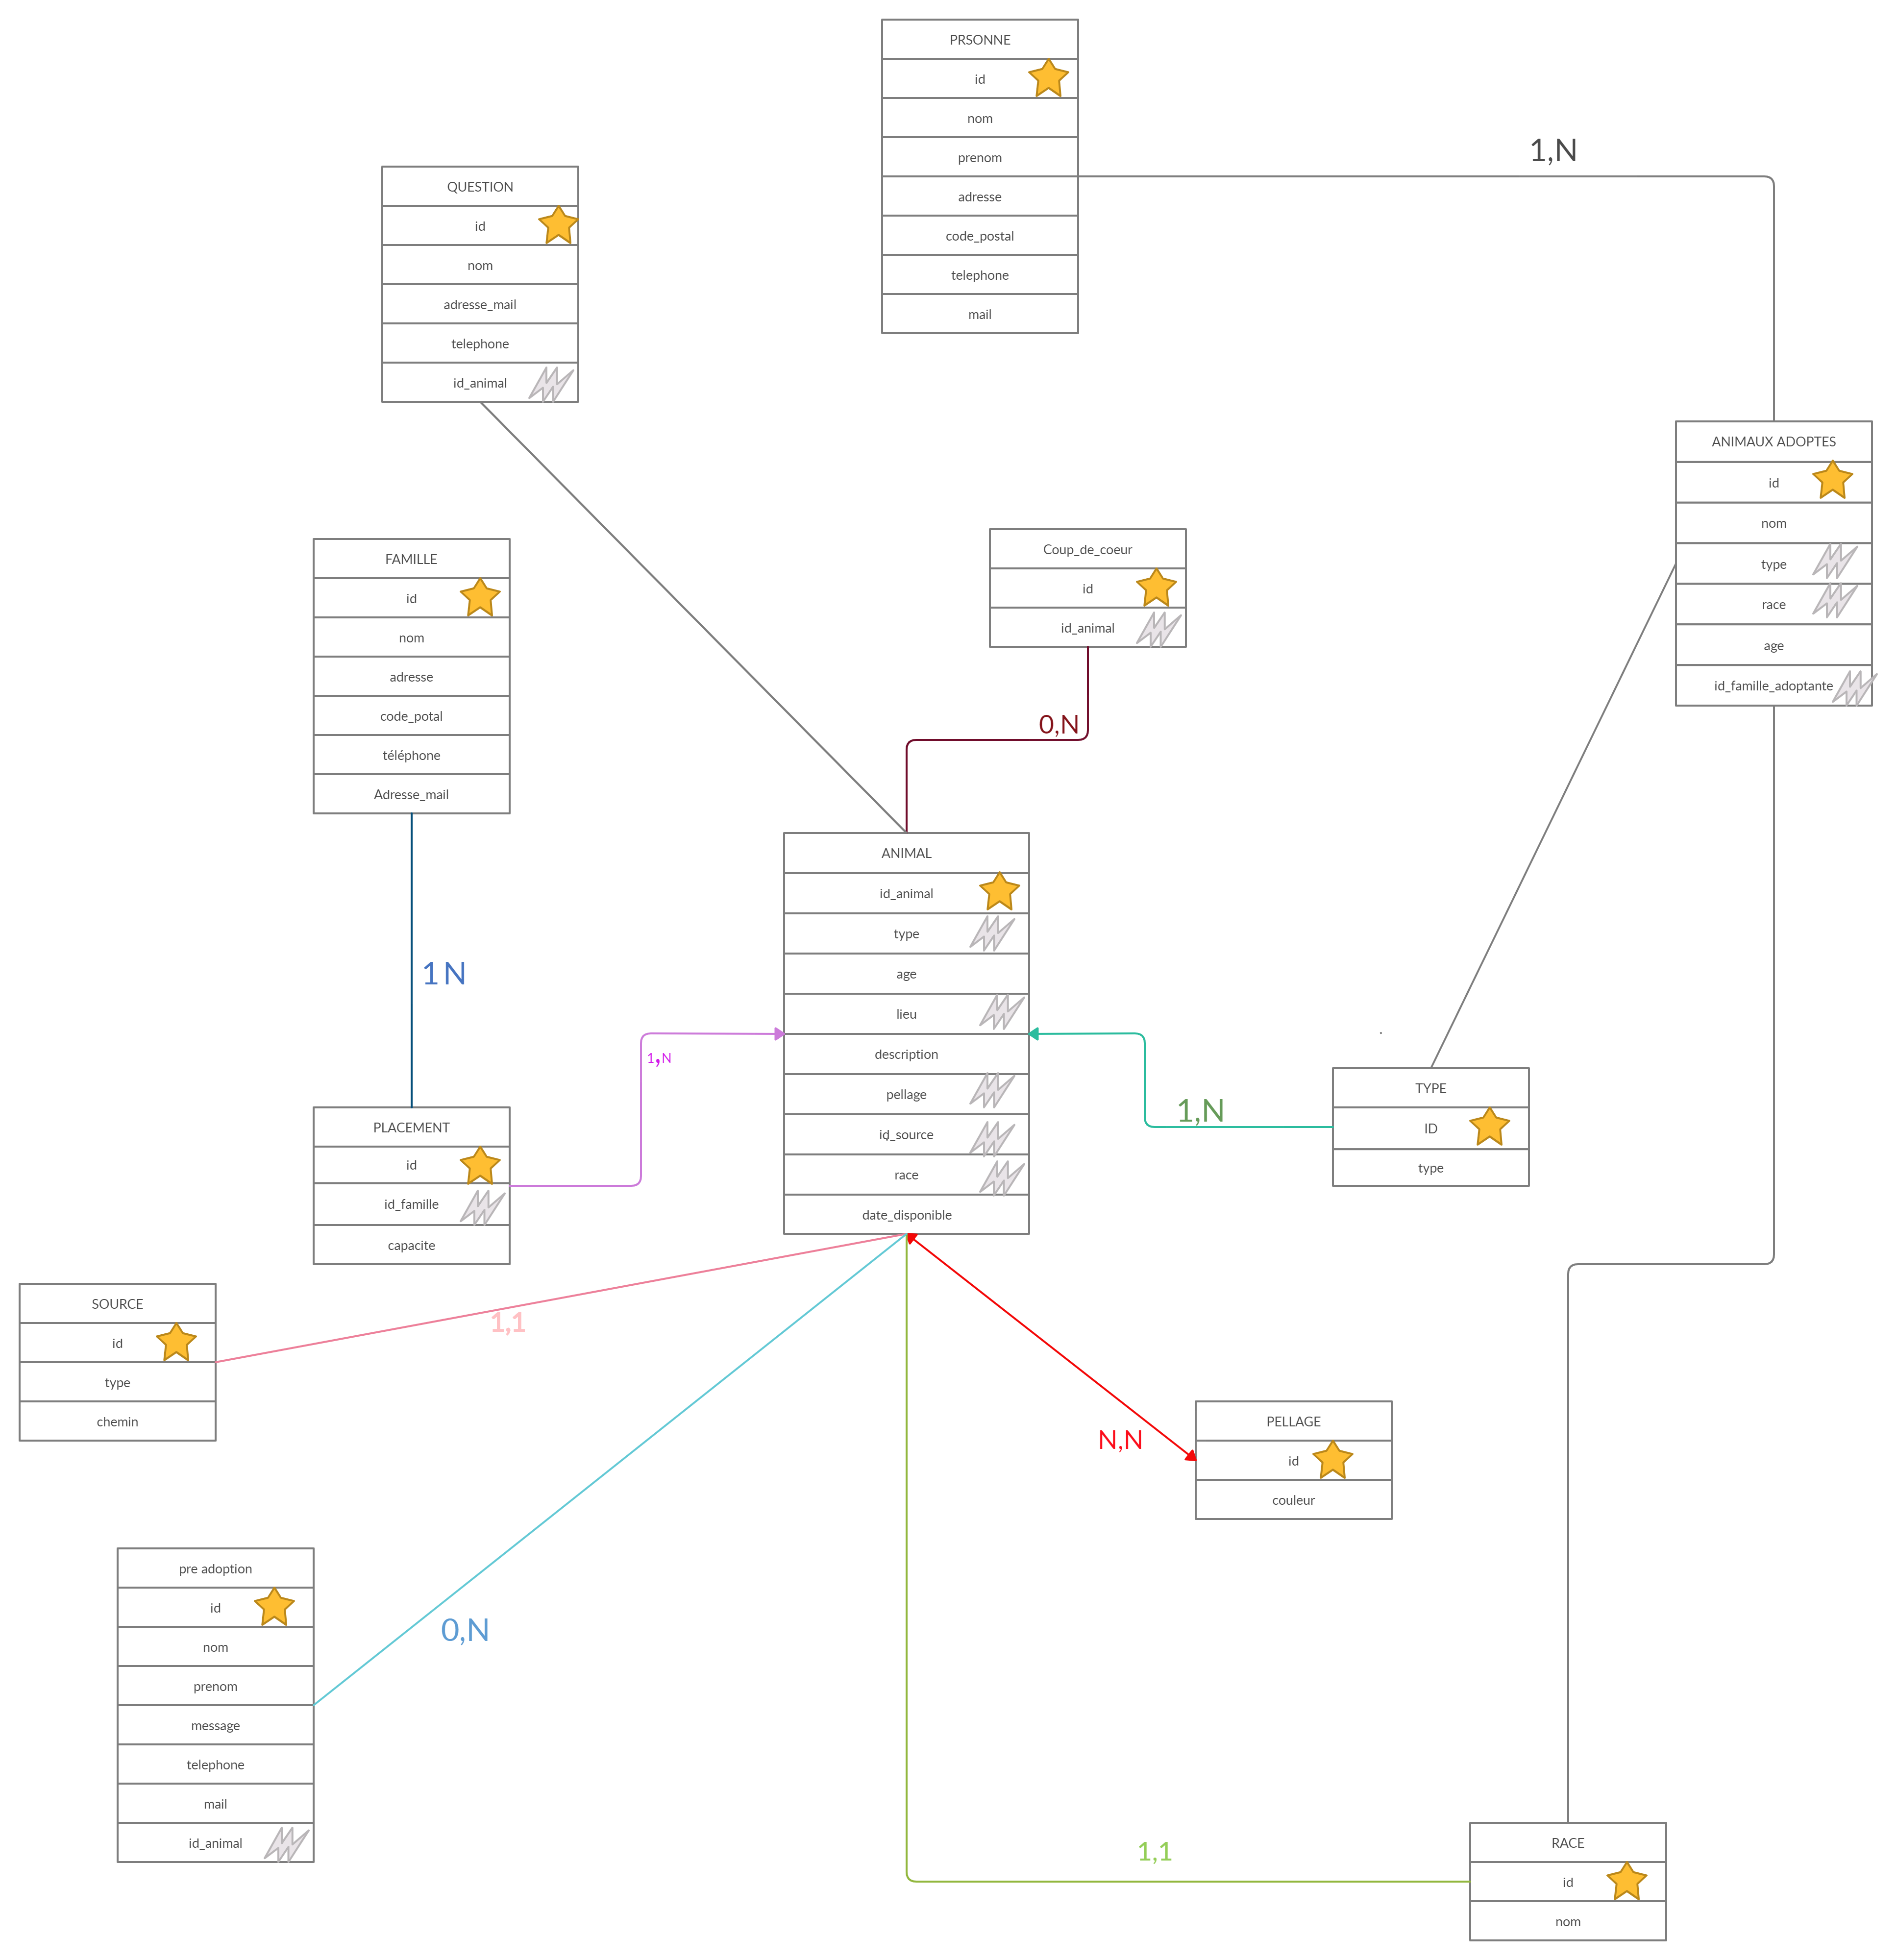 PRSONNE
id
nom
prenom
adresse
code_postal
telephone
mail
1,N
QUESTION
id
nom
adresse_mail
telephone
id_animal
ANIMAUX ADOPTES
id
nom
type
race
age
id_famille_adoptante
Coup_de_coeur
id
id_animal
0,N
FAMILLE
id
nom
adresse
code_potal
téléphone
Adresse_mail
1 N
ANIMAL
id_animal
type
age
lieu
description
pellage
id_source
race
date_disponible
1,N
1,N
TYPE
ID
type
PLACEMENT
id
id_famille
capacite
SOURCE
id
type
chemin
1,1
PELLAGE
id
couleur
N,N
pre adoption
id
nom
prenom
message
telephone
mail
id_animal
0,N
1,1
RACE
id
nom